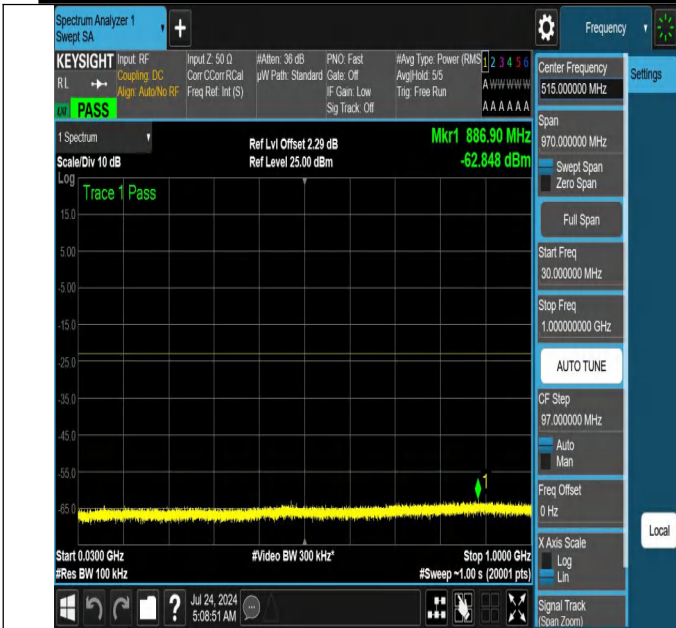 Spectrum Analyzer 1
Swept SA
+
Frequency
KEYSIGHT
RL
PASS
Input: RF
Coupling: DC
Align: Auto/No RF
Input Z: 50 Ω
Corr CCorr RCal
Freq Ref: Int (S)
#Atten: 36 dB
µW Path: Standard
PNO: Fast
Gate: Off
IF Gain: Low
Sig Track: Off
#Avg Type: Power (RMS
Avg|Hold: 5/5
Trig: Free Run
1 2 3 4 5 6
A W W W W W
A A A A A A
1 Spectrum
Scale/Div 10 dB
Log
Ref Lvl Offset 2.29 dB
Ref Level 25.00 dBm
Mkr1 886.90 MHz
-62.848 dBm
Trace 1 Pass
15.0
5.00
-5.00
-15.0
-25.0
-35.0
-45.0
-55.0
-65.0
1
Start 0.0300 GHz
#Res BW 100 kHz
#Video BW 300 kHz*
Stop 1.0000 GHz
#Sweep ~1.00 s (20001 pts)
?
Jul 24, 2024
5:08:51 AM
Center Frequency
515.000000 MHz
Span
970.000000 MHz
Swept Span
Zero Span
Full Span
Start Freq
30.000000 MHz
Stop Freq
1.000000000 GHz
AUTO TUNE
CF Step
97.000000 MHz
Auto
Man
Freq Offset
0 Hz
X Axis Scale
Log
Lin
Signal Track
(Span Zoom)
Settings
Local